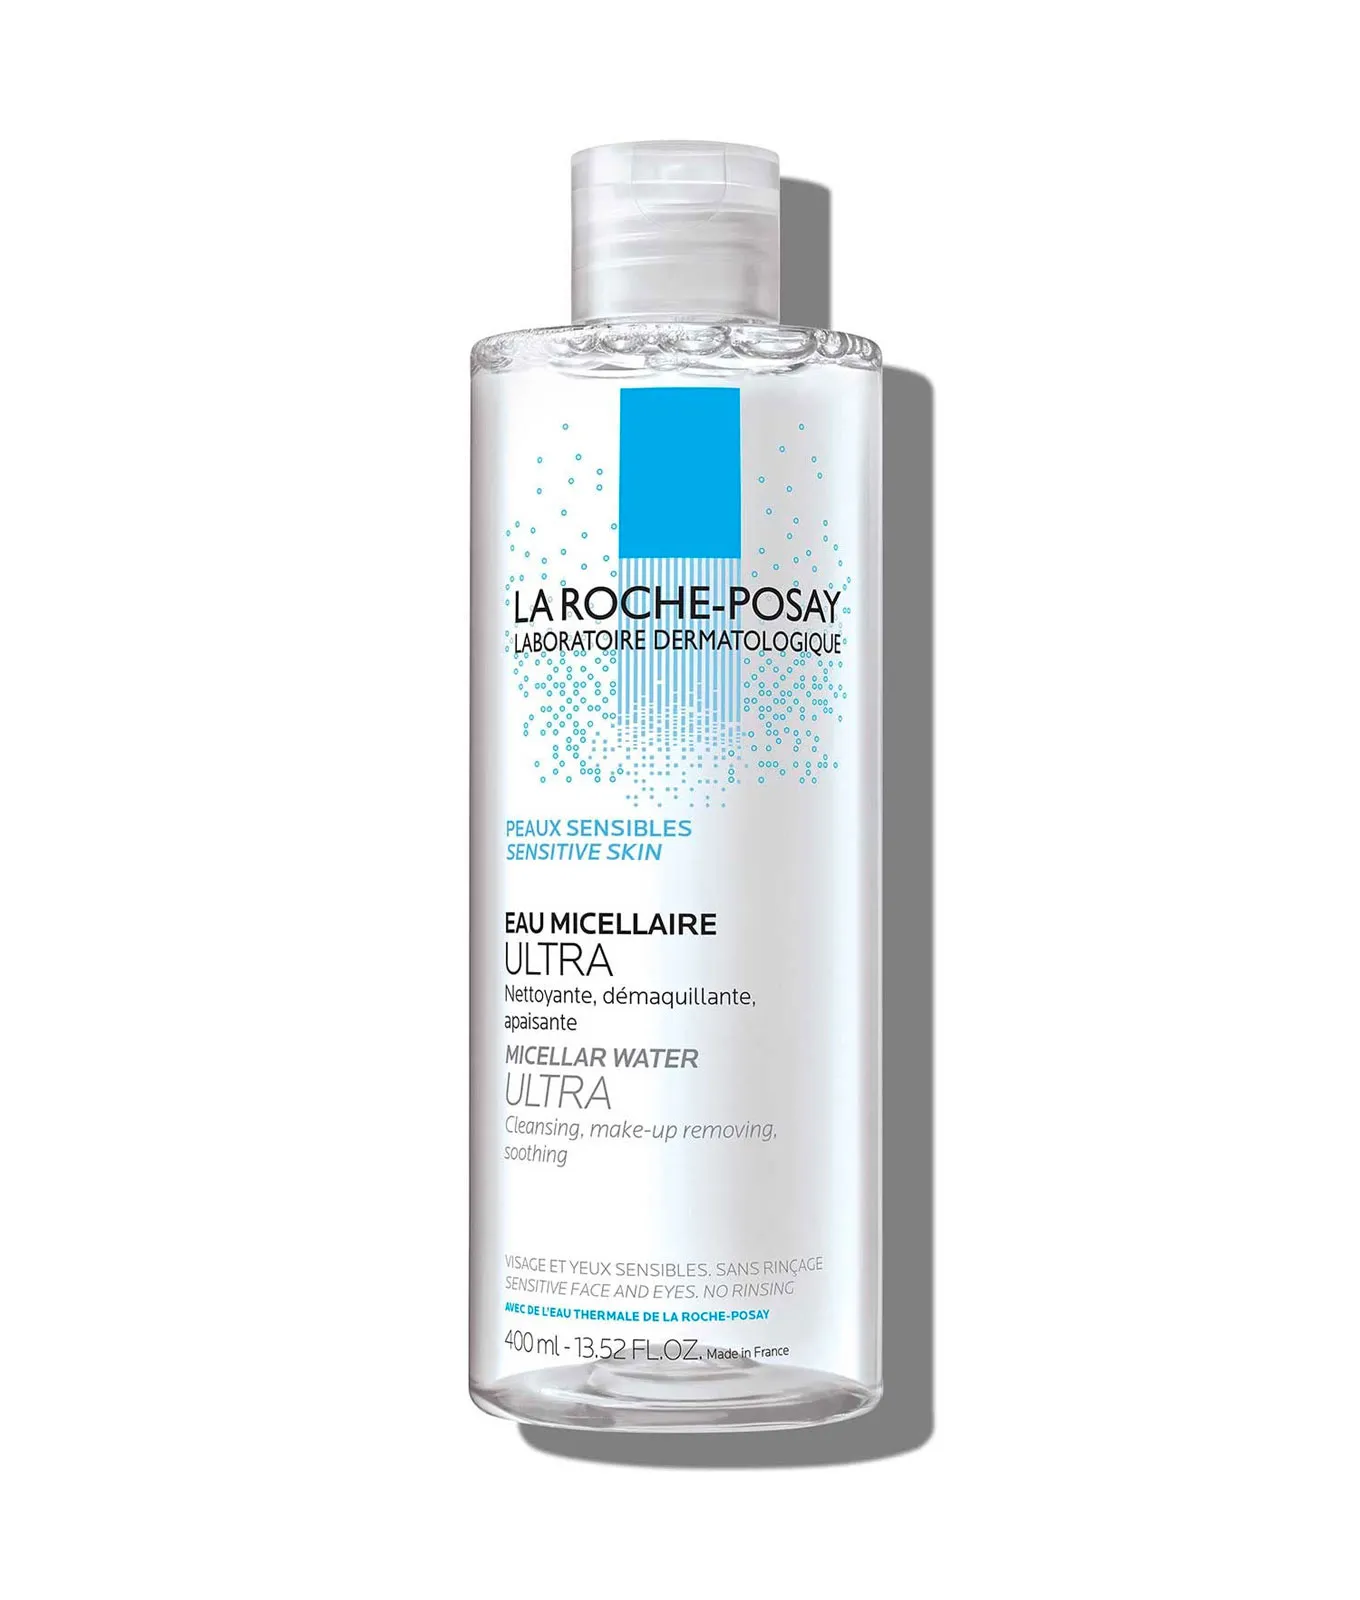 LA ROCHE-POSAY
LABORATOIRE DERMATOLOGIQUE
PEAUX SENSIBLES
SENSITIVE SKIN
EAU MICELLAIRE
ULTRA
Nettoyante, démaquillante,
apaisante
MICELLAR WATER
ULTRA
Cleansing, make-up removing,
soothing
VISAGE ET YEUX SENSIBLES. SANS RINÇAGE
SENSITIVE FACE AND EYES. NO RINSING
AVEC DE L'EAU THERMALE DE LA ROCHE-POSAY
400 ml - 13.52 FL.OZ. Made in France